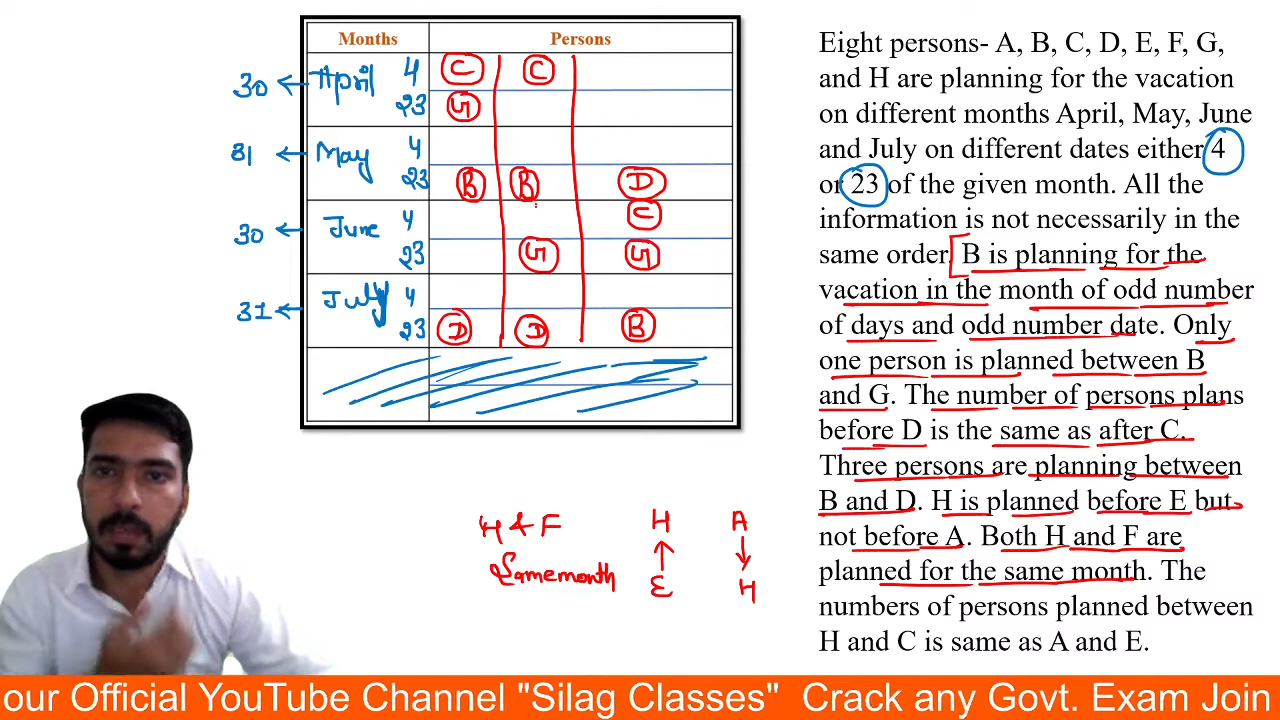 Months Persons
30 ← April 4 C C
23 G
31 ← May 4
23 B B D
30 ← June 4 C
23 G G
31 ← July 4
23 D D B
H & F
Same month
H A
E H
Eight persons- A, B, C, D, E, F, G,
and H are planning for the vacation
on different months April, May, June
and July on different dates either 4
or 23 of the given month. All the
information is not necessarily in the
same order. B is planning for the
vacation in the month of odd number
of days and odd number date. Only
one person is planned between B
and G. The number of persons plans
before D is the same as after C.
Three persons are planning between
B and D. H is planned before E but
not before A. Both H and F are
planned for the same month. The
numbers of persons planned between
H and C is same as A and E.
our Official YouTube Channel "Silag Classes" Crack any Govt. Exam Join